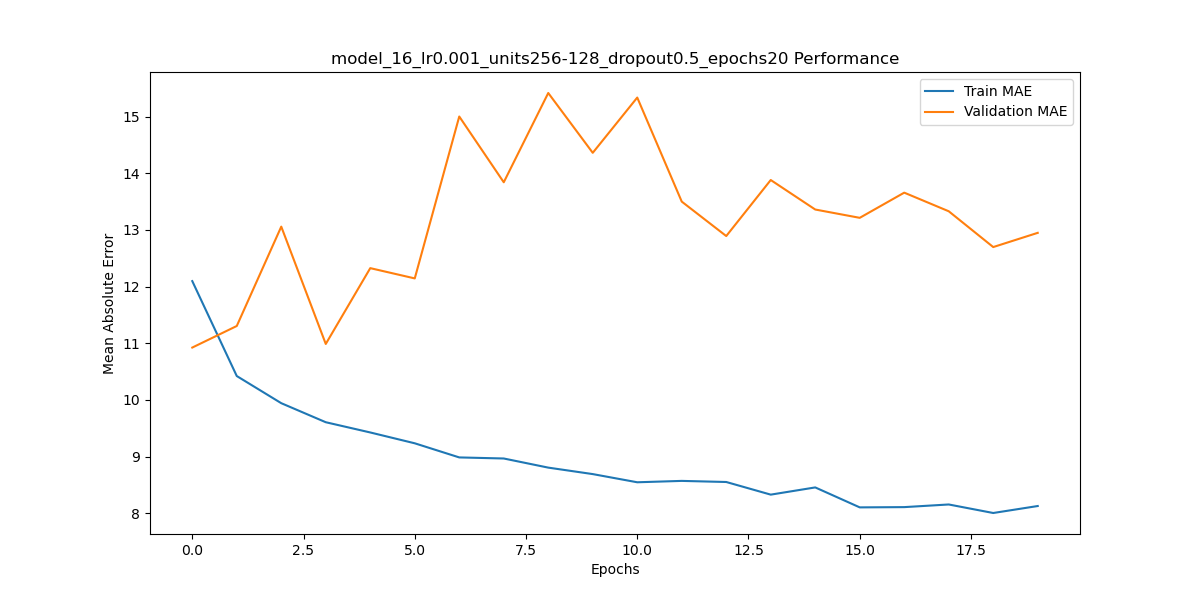 model_16_lr0.001_units256-128_dropout0.5_epochs20 Performance
Train MAE
Validation MAE
15
14
13
12
11
10
9
8
Mean Absolute Error
0.0 2.5 5.0 7.5 10.0 12.5 15.0 17.5
Epochs